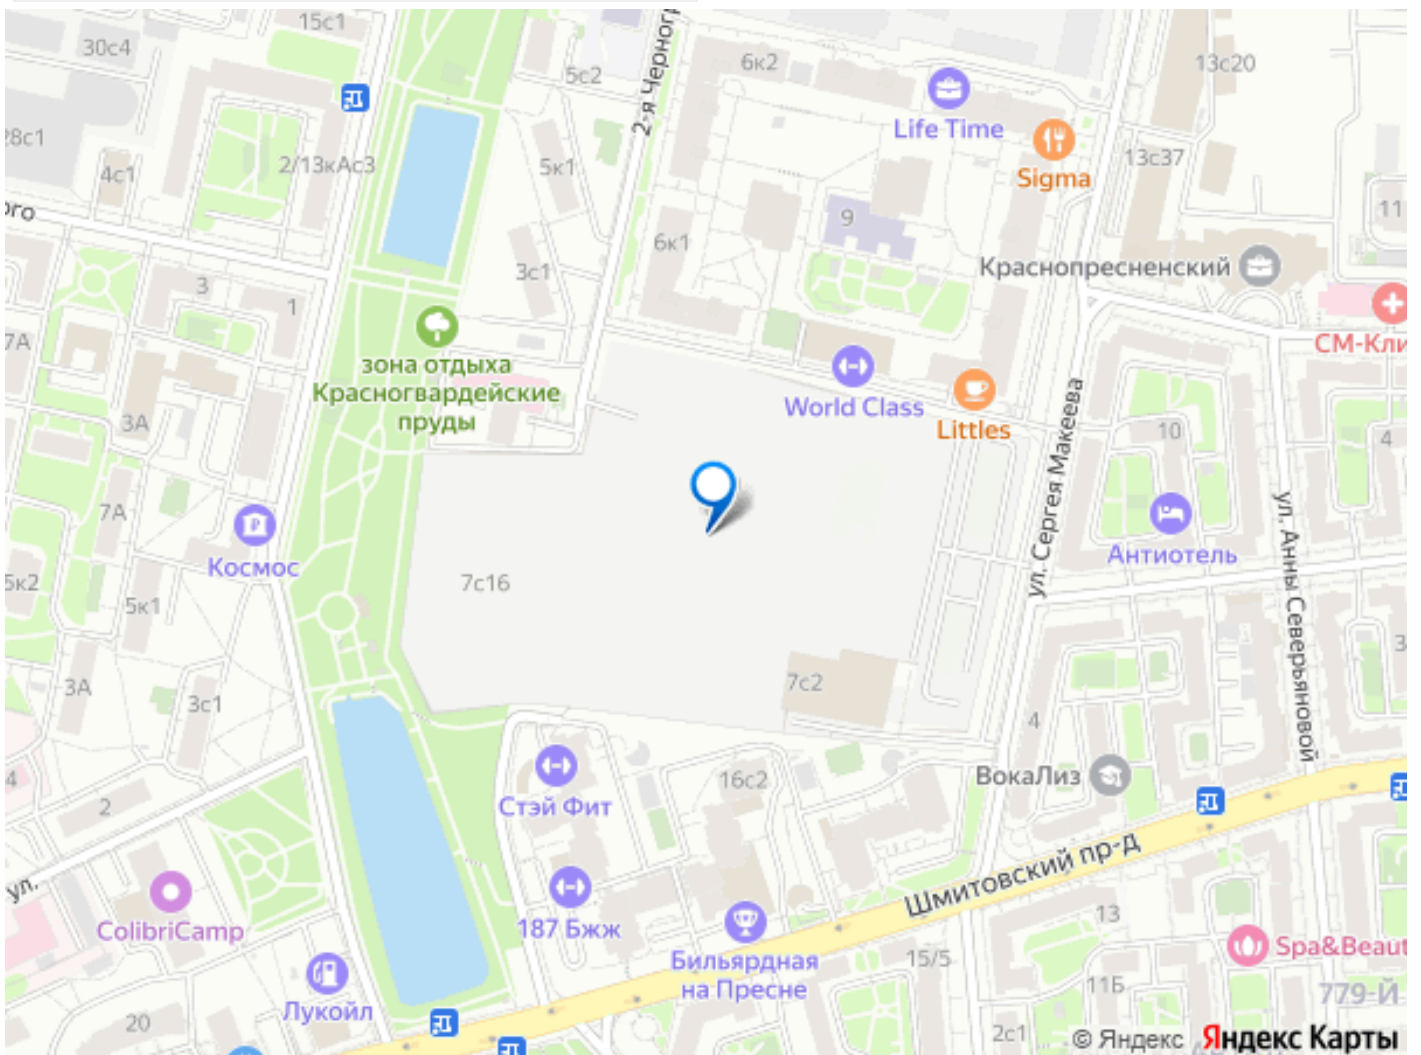 15с1
30с4
5с2
2-я Черногр
6к2
13с20
Life Time
Sigma
28с1
4с1
2/13кАс3
5к1
13с37
ого
9
11
6к1
3с1
Краснопресненский
3
1
СМ-Кли
7А
зона отдыха
Красногвардейские
пруды
World Class
Littles
ул. Сергея Макеева
3А
10
4
7А
Антиотель
ул. Анны Северьяновой
Космос
5к2
5к1
7с16
3А
3с1
7с2
3
4
4
2
Стэй Фит
16с2
ВокаЛиз
Шмитовский пр-д
ул.
ColibriCamp
187 Бжж
13
Бильярдная
на Пресне
15/5
Spa&Beaut
Лукойл
11Б
779-Й
20
2с1
© Яндекс Яндекс Карты